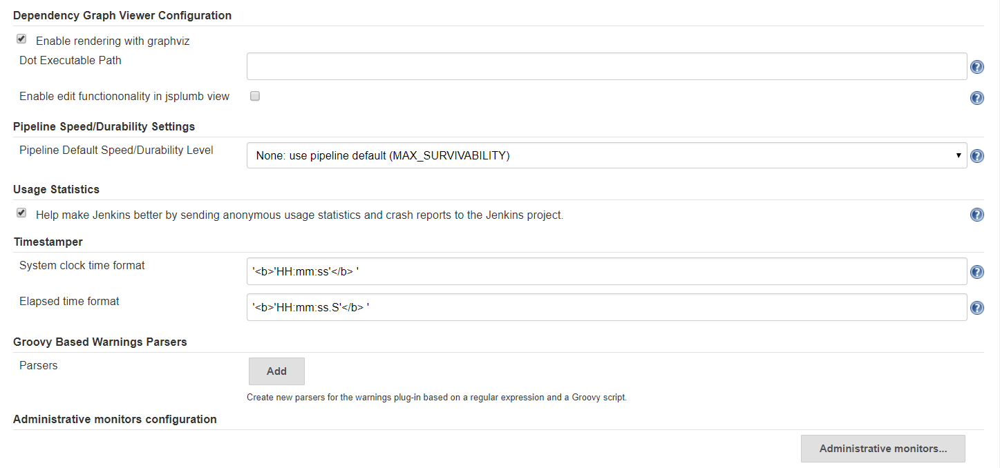 Dependency Graph Viewer Configuration
Enable rendering with graphviz
Dot Executable Path
Enable edit functiononality in jsplumb view
Pipeline Speed/Durability Settings
Pipeline Default Speed/Durability Level
None: use pipeline default (MAX_SURVIVABILITY)
Usage Statistics
Help make Jenkins better by sending anonymous usage statistics and crash reports to the Jenkins project.
Timestamper
System clock time format
'<b>'HH:mm:ss'</b> '
Elapsed time format
'<b>'HH:mm:ss.S'</b> '
Groovy Based Warnings Parsers
Parsers
Add
Create new parsers for the warnings plug-in based on a regular expression and a Groovy script.
Administrative monitors configuration
Administrative monitors...